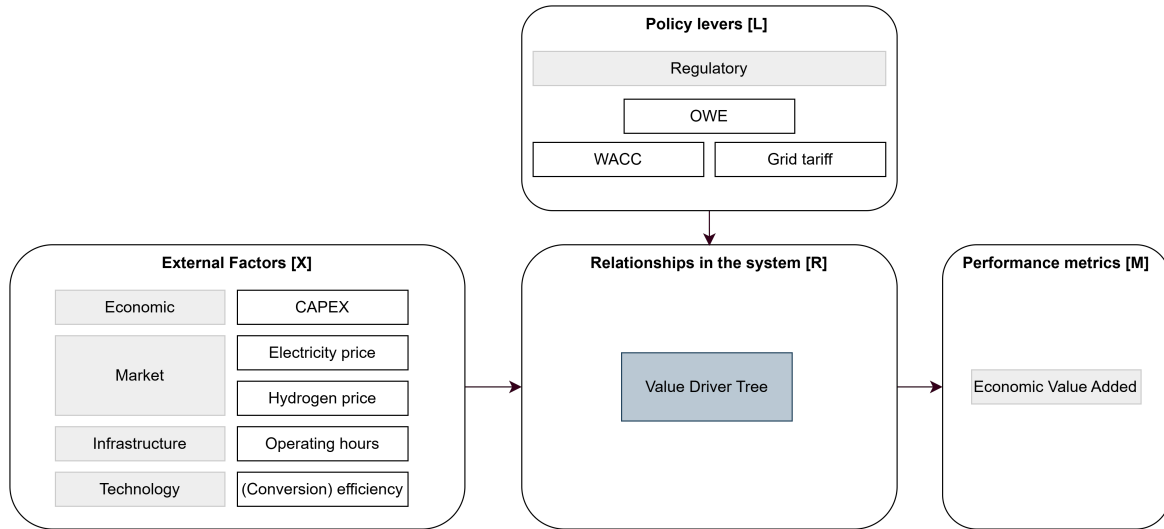 Policy levers [L]
Regulatory
OWE
WACC
Grid tariff
External Factors [X]
Economic
CAPEX
Market
Electricity price
Hydrogen price
Infrastructure
Operating hours
Technology
(Conversion) efficiency
Relationships in the system [R]
Value Driver Tree
Performance metrics [M]
Economic Value Added